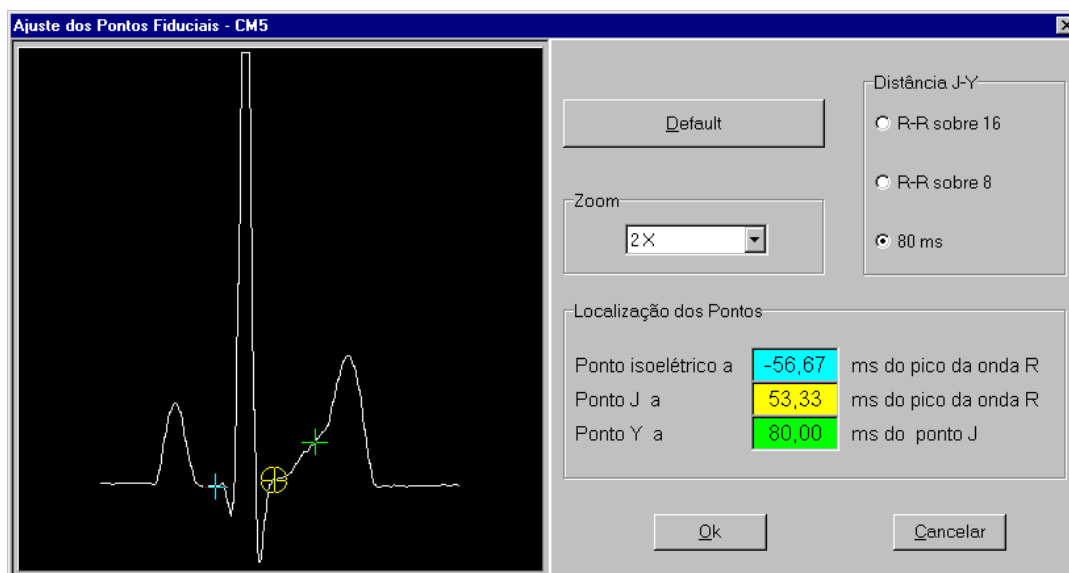 Ajuste dos Pontos Fiduciais - CM5
Default
Distância J-Y
R-R sobre 16
R-R sobre 8
80 ms
Zoom
2X
Localização dos Pontos
Ponto isoelétrico a -56,67 ms do pico da onda R
Ponto J a 53,33 ms do pico da onda R
Ponto Y a 80,00 ms do ponto J
Ok Cancelar